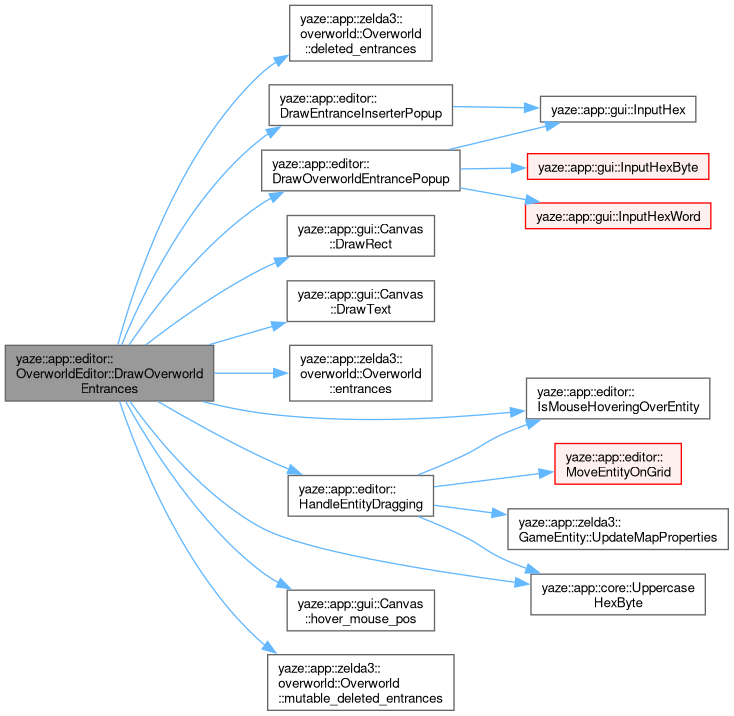 yaze::app::zelda3::
overworld::Overworld
::deleted_entrances
yaze::app::editor::
DrawEntranceInserterPopup
yaze::app::gui::InputHex
yaze::app::editor::
DrawOverworldEntrancePopup
yaze::app::gui::InputHexByte
yaze::app::gui::InputHexWord
yaze::app::gui::Canvas
::DrawRect
yaze::app::gui::Canvas
::DrawText
yaze::app::editor::
OverworldEditor::DrawOverworld
Entrances
yaze::app::zelda3::
overworld::Overworld
::entrances
yaze::app::editor::
IsMouseHoveringOverEntity
yaze::app::editor::
MoveEntityOnGrid
yaze::app::editor::
HandleEntityDragging
yaze::app::zelda3::
GameEntity::UpdateMapProperties
yaze::app::core::Uppercase
HexByte
yaze::app::gui::Canvas
::hover_mouse_pos
yaze::app::zelda3::
overworld::Overworld
::mutable_deleted_entrances